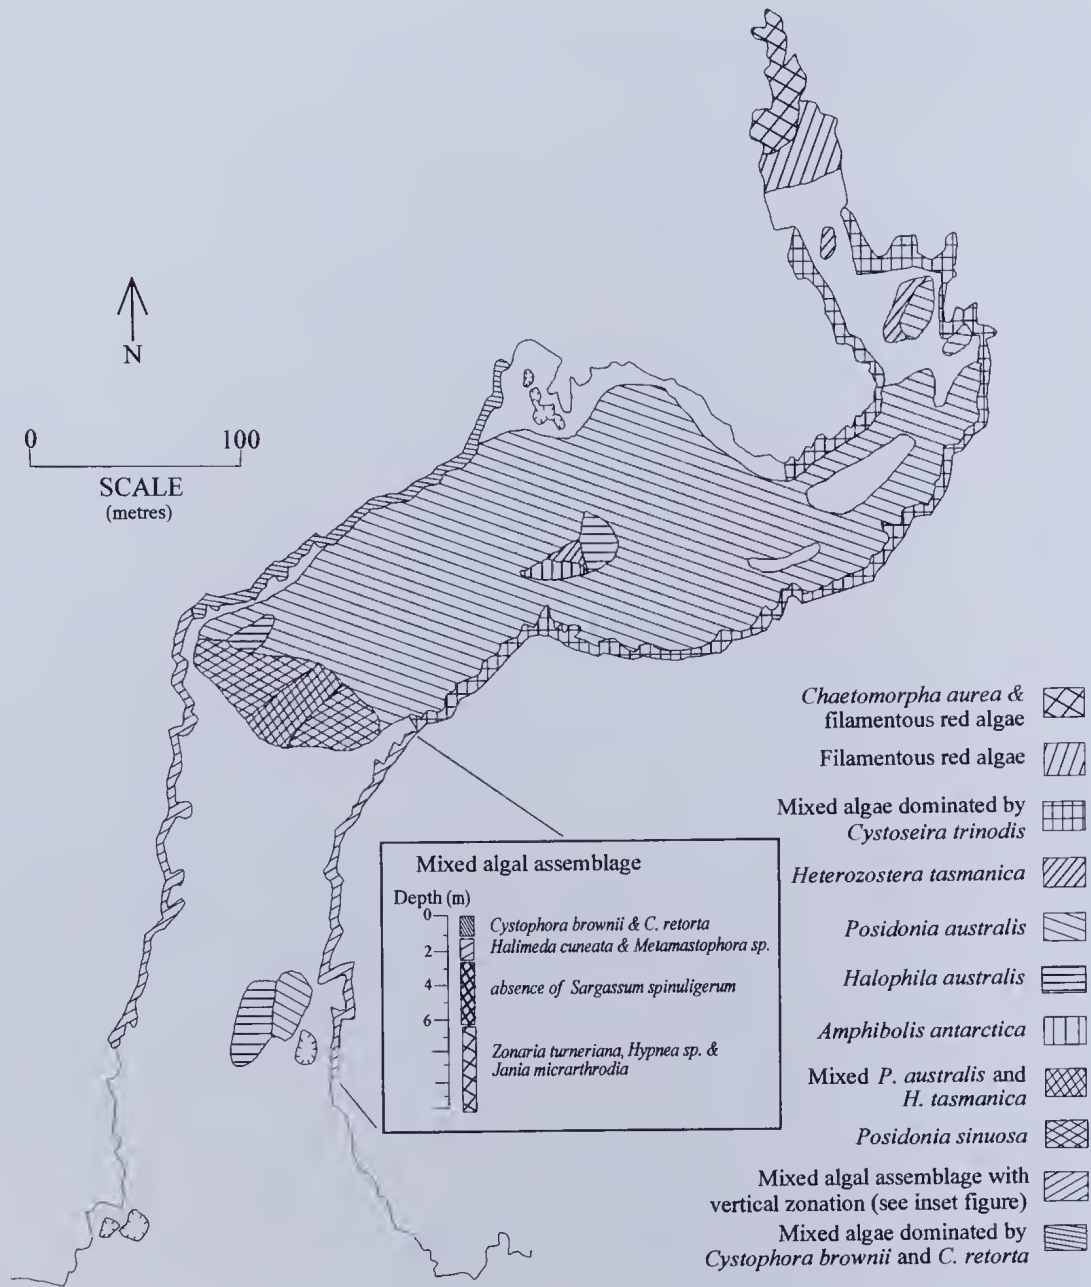 N
0 100
SCALE
(metres)
Chaetomorpha aurea &
filamentous red algae
Filamentous red algae
Mixed algae dominated by
Cystoseira trinodis
Heterozostera tasmanica
Posidonia australis
Halophila australis
Amphibolis antarctica
Mixed P. australis and
H. tasmanica
Posidonia sinuosa
Mixed algal assemblage with
vertical zonation (see inset figure)
Mixed algae dominated by
Cystophora brownii and C. retorta
Mixed algal assemblage
Depth (m)
0
Cystophora brownii & C. retorta
2
Halimeda cuneata & Metamastophora sp.
4
absence of Sargassum spinuligerum
6
Zonaria turneriana, Hypnea sp. &
Jania micrarthrodia